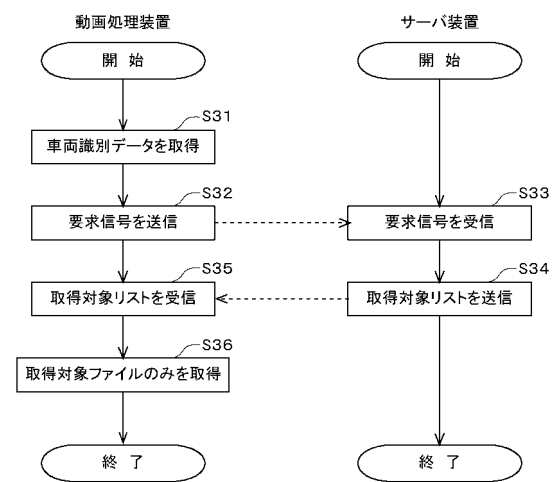 動画処理装置
サーバ装置
開 始
開 始
S31
車両識別データを取得
S32
要求信号を送信
S33
要求信号を受信
S35
取得対象リストを受信
S34
取得対象リストを送信
S36
取得対象ファイルのみを取得
終 了
終 了